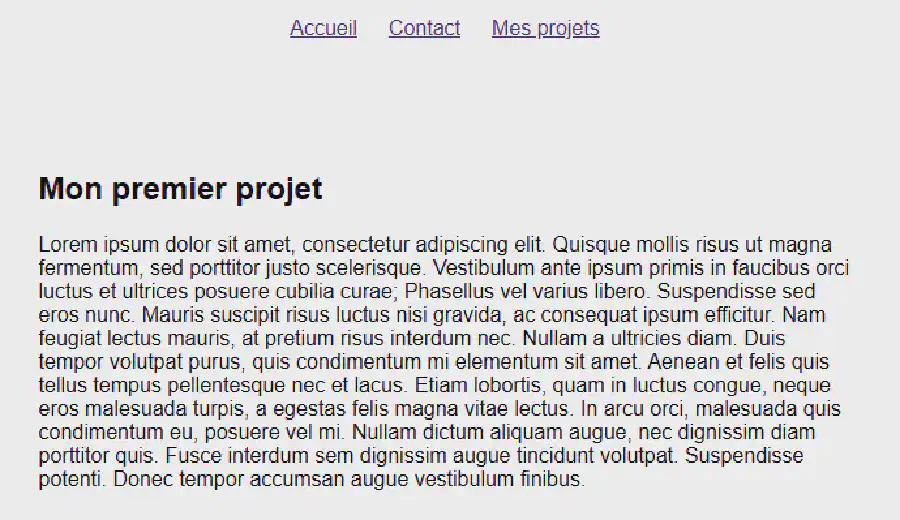 Accueil Contact Mes projets
Mon premier projet
Lorem ipsum dolor sit amet, consectetur adipiscing elit. Quisque mollis risus ut magna
fermentum, sed porttitor justo scelerisque. Vestibulum ante ipsum primis in faucibus orci
luctus et ultrices posuere cubilia curae; Phasellus vel varius libero. Suspendisse sed
eros nunc. Mauris suscipit risus luctus nisi gravida, ac consequat ipsum efficitur. Nam
feugiat lectus mauris, at pretium risus interdum nec. Nullam a ultricies diam. Duis
tempor volutpat purus, quis condimentum mi elementum sit amet. Aenean et felis quis
tellus tempus pellentesque nec et lacus. Etiam lobortis, quam in luctus congue, neque
eros malesuada turpis, a egestas felis magna vitae lectus. In arcu orci, malesuada quis
condimentum eu, posuere vel mi. Nullam dictum aliquam augue, nec dignissim diam
porttitor quis. Fusce interdum sem dignissim augue tincidunt volutpat. Suspendisse
potenti. Donec tempor accumsan augue vestibulum finibus.